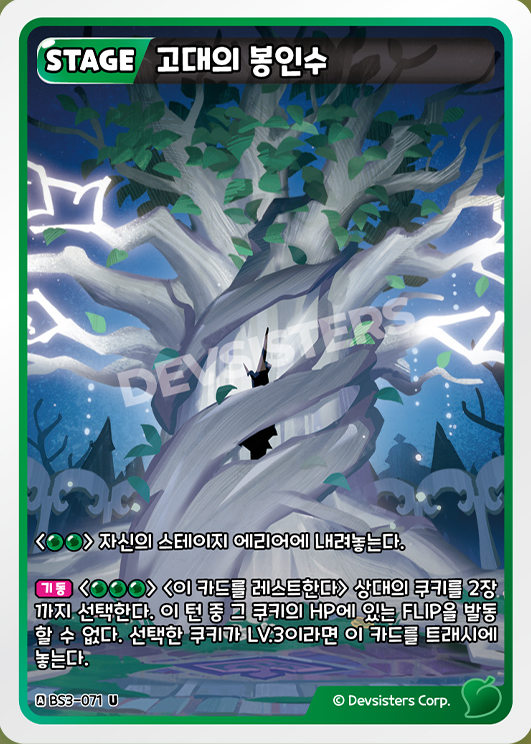 STAGE 고대의 봉인수
DEVSISTERS
<●●> 자신의 스테이지 에리어에 내려놓는다.
기동 <●●●> <이 카드를 레스트한다> 상대의 쿠키를 2장
까지 선택한다. 이 턴 중 그 쿠키의 HP에 있는 FLIP을 발동
할 수 없다. 선택한 쿠키가 LV.3이라면 이 카드를 트래시에
놓는다.
A BS3-071 U
© Devsisters Corp.